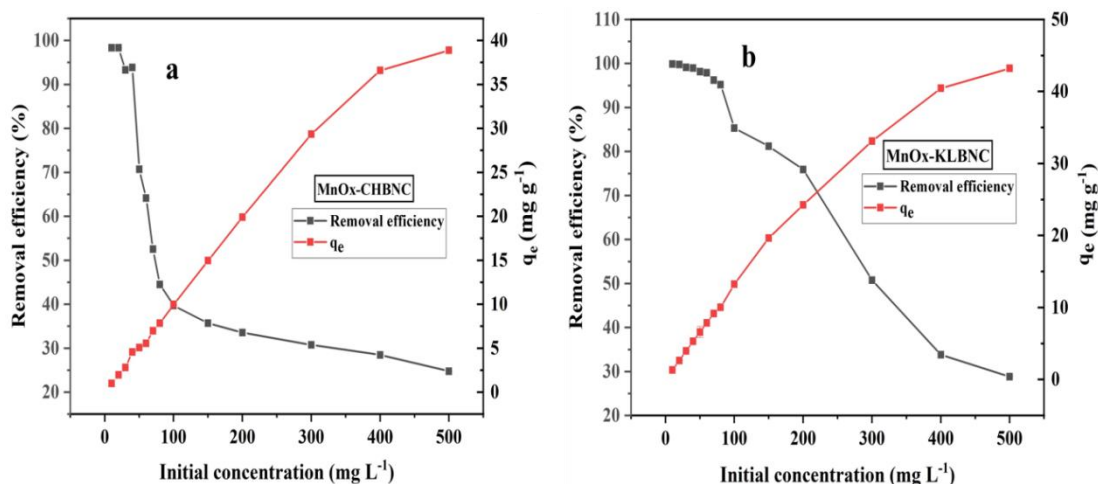 a
MnOx-CHBNC
Removal efficiency
qe
Removal efficiency (%)
100
90
80
70
60
50
40
30
20
qe (mg g-1)
40
35
30
25
20
15
10
5
0
0 100 200 300 400 500
Initial concentration (mg L-1)
b
MnOx-KLBNC
Removal efficiency
qe
Removal efficiency (%)
110
100
90
80
70
60
50
40
30
20
qe (mg g-1)
50
40
30
20
10
0
0 100 200 300 400 500
Initial concentration (mg L-1)